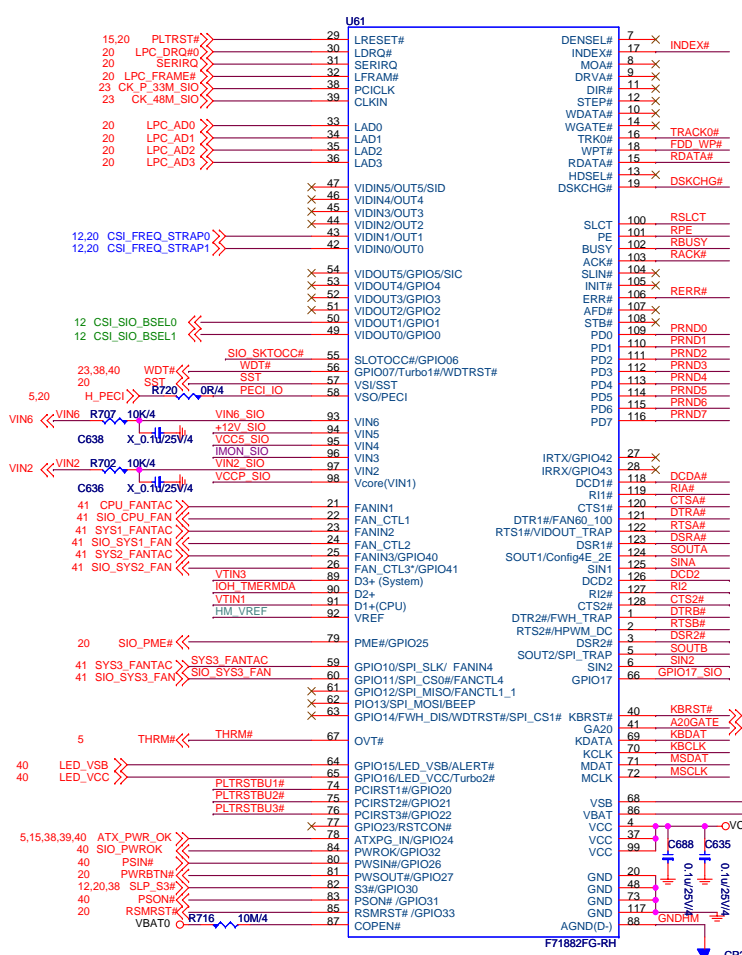 U61
15,20 PLTRST# 29 LRESET# DENSEL# 7
20 LPC_DRQ#0 30 LDRQ# INDEX# 17 INDEX#
20 SERIRQ 31 SERIRQ MOA# 8
20 LPC_FRAME# 32 LFRAM# DRVA# 9
23 CK_P_33M_SIO 38 PCICLK DIR# 11
23 CK_48M_SIO 39 CLKIN STEP# 12
WDATA# 10
20 LPC_AD0 33 LAD0 WGATE# 14
20 LPC_AD1 34 LAD1 TRK0# 16 TRACK0#
20 LPC_AD2 35 LAD2 WPT# 18 FDD_WP#
20 LPC_AD3 36 LAD3 RDATA# 15 RDATA#
HDSEL# 13
47 VIDIN5/OUT5/SID DSKCHG# 19 DSKCHG#
46 VIDIN4/OUT4
45 VIDIN3/OUT3
44 VIDIN2/OUT2 SLCT 100 RSLCT
12,20 CSI_FREQ_STRAP0 43 VIDIN1/OUT1 PE 101 RPE
12,20 CSI_FREQ_STRAP1 42 VIDIN0/OUT0 BUSY 102 RBUSY
ACK# 103 RACK#
54 VIDOUT5/GPIO5/SIC SLIN# 104
53 VIDOUT4/GPIO4 INIT# 105
52 VIDOUT3/GPIO3 ERR# 106 RERR#
51 VIDOUT2/GPIO2 AFD# 107
12 CSI_SIO_BSEL0 50 VIDOUT1/GPIO1 STB# 108
12 CSI_SIO_BSEL1 49 VIDOUT0/GPIO0 PD0 109 PRND0
PD1 110 PRND1
SIO_SKTOCC# 55 SLOTOCC#/GPIO06 PD2 111 PRND2
23,38,40 WDT# WDT# 56 GPIO07/Turbo1#/WDTRST# PD3 112 PRND3
20 SST SST 57 VSI/SST PD4 113 PRND4
5,20 H_PECI R720 0R/4 PECI_IO 58 VSO/PECI PD5 114 PRND5
PD6 115 PRND6
VIN6 VIN6 R707 10K/4 VIN6_SIO 93 VIN6 PD7 116 PRND7
+12V_SIO 94 VIN5
C638 X_0.1u/25V/4 VCC5_SIO 95 VIN4
IMON_SIO 96 VIN3 IRTX/GPIO42 27
VIN2 VIN2 R702 10K/4 VIN2_SIO 97 VIN2 IRRX/GPIO43 28
C636 X_0.1u/25V/4 VCCP_SIO 98 Vcore(VIN1) DCD1# 118 DCDA#
RI1# 119 RIA#
41 CPU_FANTAC 21 FANIN1 CTS1# 120 CTSA#
41 SIO_CPU_FAN 22 FAN_CTL1 DTR1#/FAN60_100 121 DTRA#
41 SYS1_FANTAC 23 FANIN2 RTS1#/VIDOUT_TRAP 122 RTSA#
41 SIO_SYS1_FAN 24 FAN_CTL2 DSR1# 123 DSRA#
41 SYS2_FANTAC 25 FANIN3/GPIO40 SOUT1/Config4E_2E 124 SOUTA
41 SIO_SYS2_FAN 26 FAN_CTL3*/GPIO41 SIN1 125 SINA
VTIN3 89 D3+ (System) DCD2 126 DCD2
IOH_TMERMDA 90 D2+ RI2# 127 RI2
VTIN1 91 D1+(CPU) CTS2# 128 CTS2#
HM_VREF 92 VREF DTR2#/FWH_TRAP 1 DTRB#
RTS2#/HPWM_DC 2 RTSB#
20 SIO_PME# 79 PME#/GPIO25 DSR2# 3 DSR2#
SOUT2/SPI_TRAP 5 SOUTB
41 SYS3_FANTAC SYS3_FANTAC 59 GPIO10/SPI_SLK/ FANIN4 SIN2 6 SIN2
41 SIO_SYS3_FAN SIO_SYS3_FAN 60 GPIO11/SPI_CS0#/FANCTL4 GPIO17 66 GPIO17_SIO
61 GPIO12/SPI_MISO/FANCTL1_1
62 PIO13/SPI_MOSI/BEEP
63 GPIO14/FWH_DIS/WDTRST#/SPI_CS1# KBRST# 40 KBRST#
GA20 41 A20GATE
5 THRM# THRM# 67 OVT# KDATA 69 KBDAT
KCLK 70 KBCLK
40 LED_VSB 64 GPIO15/LED_VSB/ALERT# MDAT 71 MSDAT
40 LED_VCC 65 GPIO16/LED_VCC/Turbo2# MCLK 72 MSCLK
PLTRSTBU1# 74 PCIRST1#/GPIO20
PLTRSTBU2# 75 PCIRST2#/GPIO21 VSB 68
PLTRSTBU3# 76 PCIRST3#/GPIO22 VBAT 86
77 GPIO23/RSTCON# VCC 4 VC
5,15,38,39,40 ATX_PWR_OK 78 ATXPG_IN/GPIO24 VCC 37
40 SIO_PWROK 84 PWROK/GPIO32 VCC 99 C688 C635
40 PSIN# 80 PWSIN#/GPIO26
20 PWRBTN# 81 PWSOUT#/GPIO27 GND 20 0.1u/25V/4 0.1u/25V/4
12,20,38 SLP_S3# 82 S3#/GPIO30 GND 48
40 PSON# 83 PSON# /GPIO31 GND 73
20 RSMRST# 85 RSMRST# /GPIO33 GND 117
VBAT0 R716 10M/4 87 COPEN# AGND(D-) 88 GNDHM
F71882FG-RH